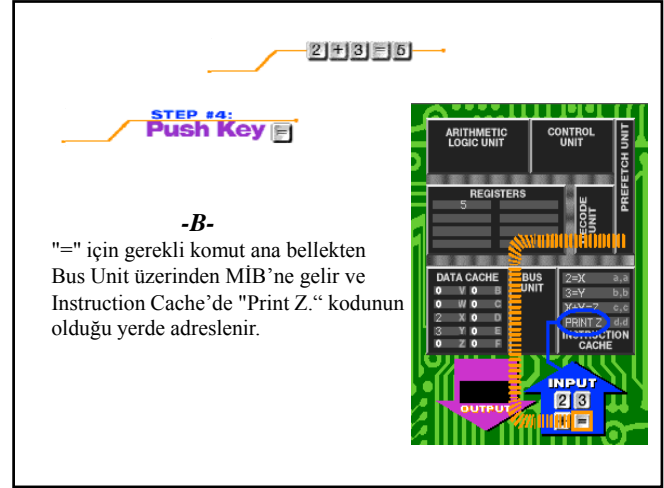 2 + 3 = 5
STEP #4:
Push Key =
-B-
"=" için gerekli komut ana bellekten
Bus Unit üzerinden MİB’ne gelir ve
Instruction Cache’de "Print Z.“ kodunun
olduğu yerde adreslenir.
ARITHMETIC
LOGIC UNIT
CONTROL
UNIT
PREFETCH UNIT
REGISTERS
5
DECODE
UNIT
DATA CACHE
0 V 0 B
0 W 0 C
2 X 0 D
3 Y 0 E
0 Z 0 F
BUS
UNIT
2=X a,a
3=Y b,b
X+Y=Z c,c
PRINT Z d,d
INSTRUCTION
CACHE
OUTPUT
INPUT
2 3
=